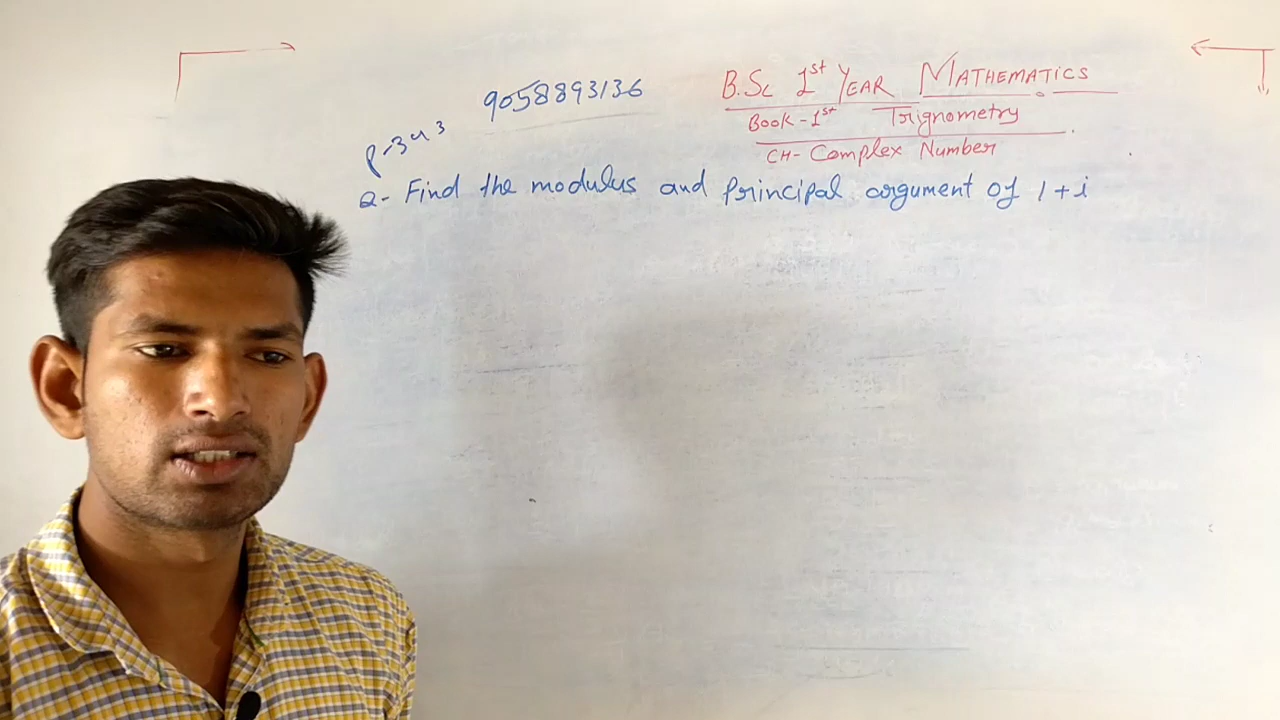 9058893136
B.Sc 1st YEAR MATHEMATICS
Book-1st Trignometry
CH- Complex Number
P-343
Q- Find the modulus and principal argument of 1+i